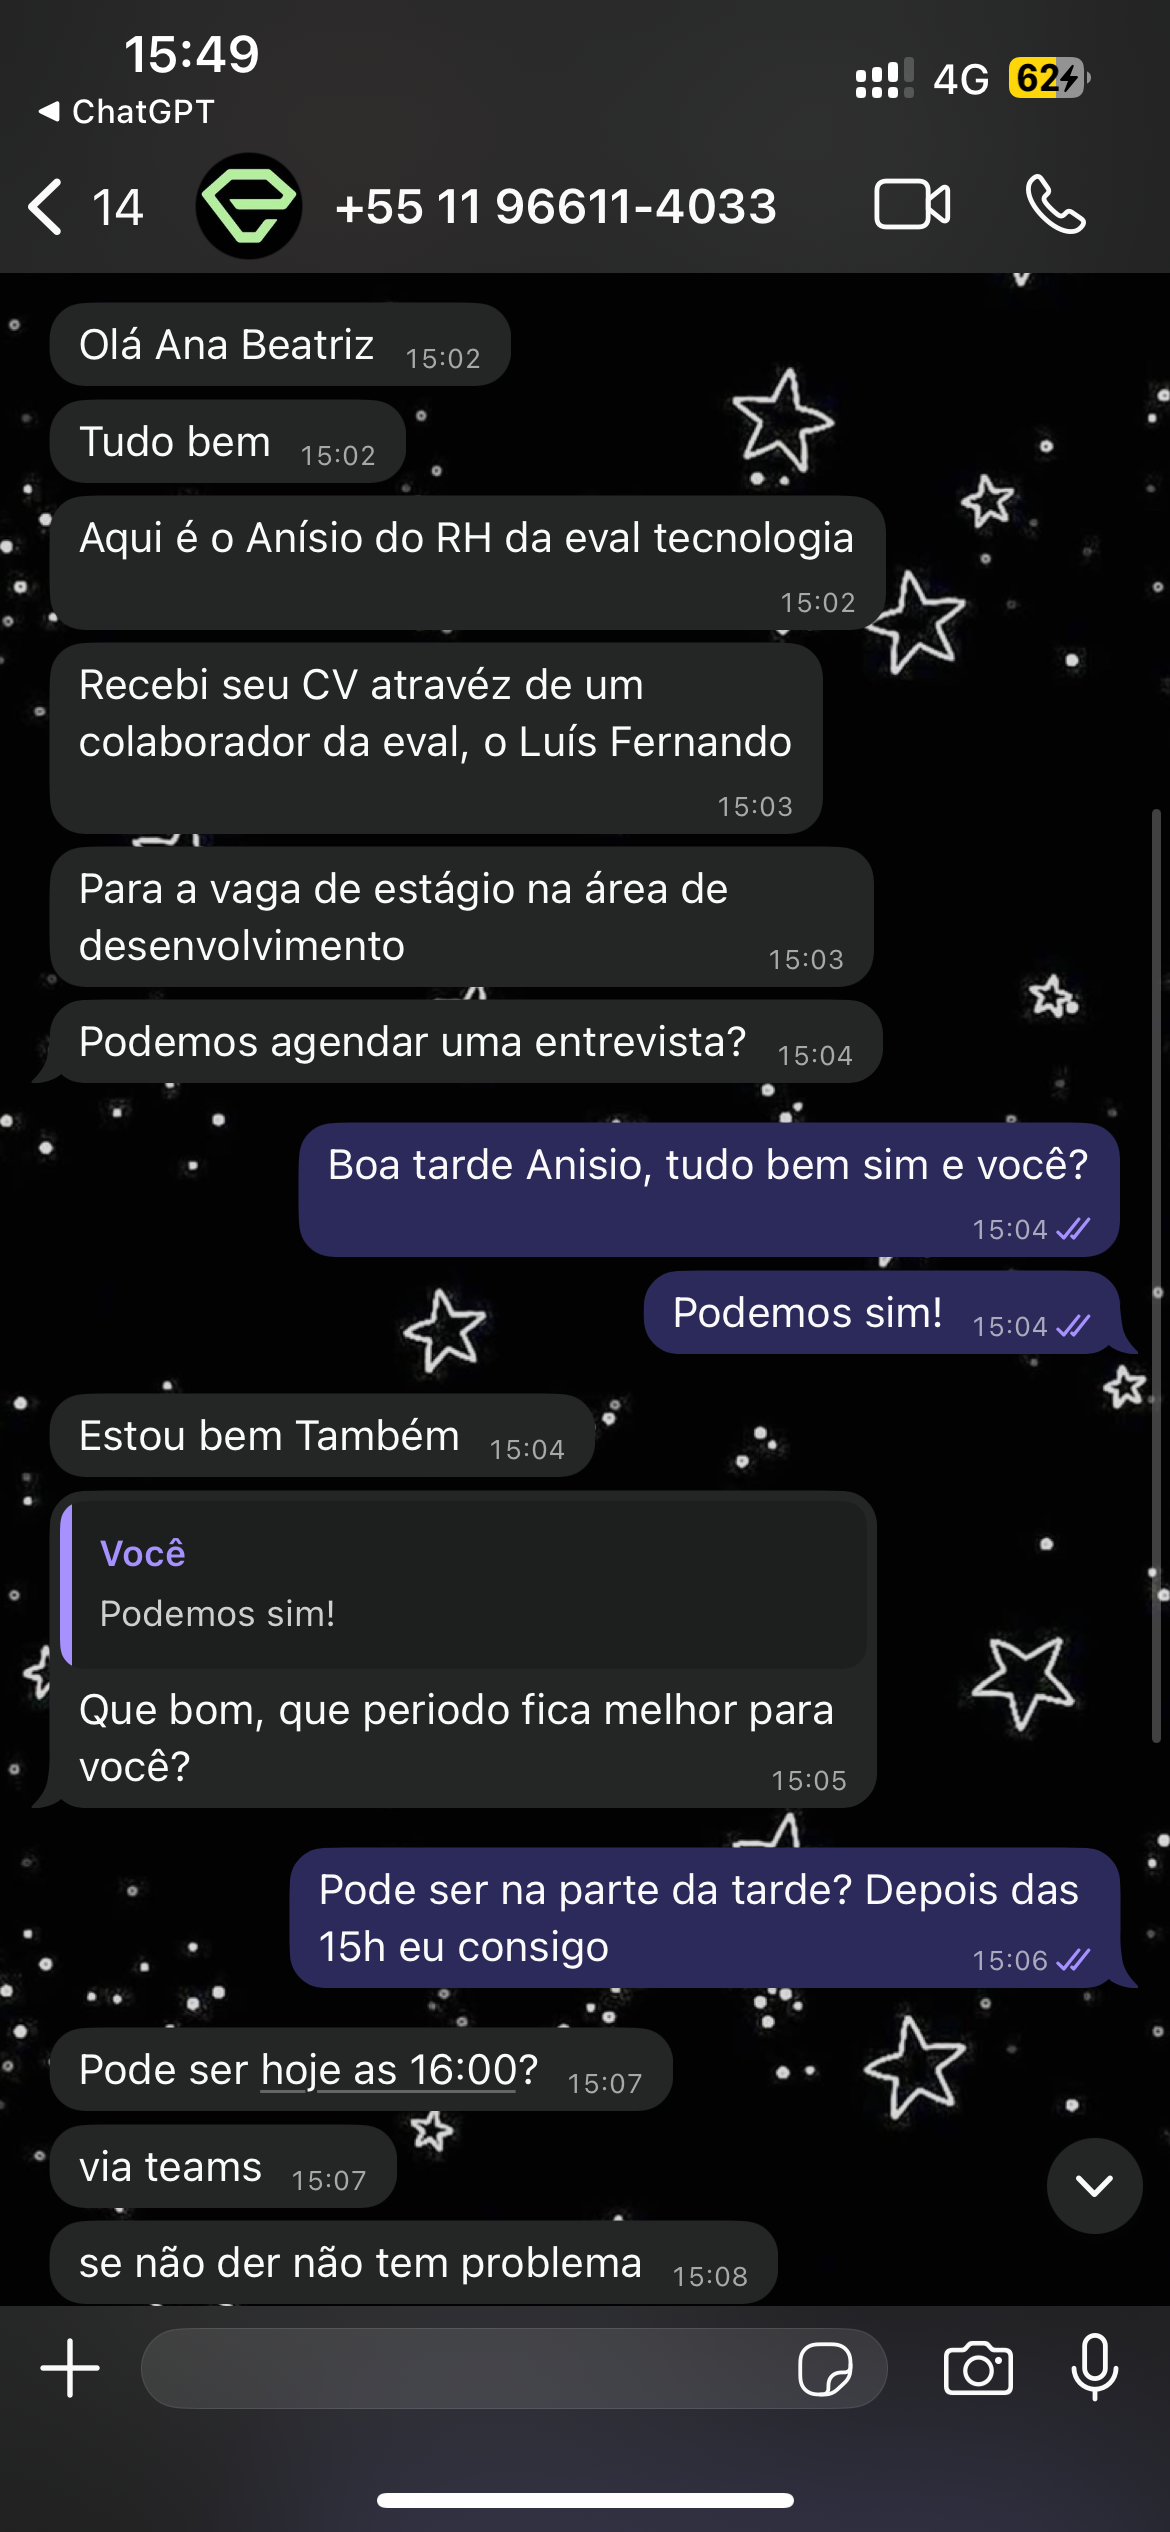 15:49
4G
62
ChatGPT
14
+55 11 96611-4033
Olá Ana Beatriz
15:02
Tudo bem
15:02
Aqui é o Anísio do RH da eval tecnologia
15:02
Recebi seu CV atravéz de um
colaborador da eval, o Luís Fernando
15:03
Para a vaga de estágio na área de
desenvolvimento
15:03
Podemos agendar uma entrevista?
15:04
Boa tarde Anisio, tudo bem sim e você?
15:04
Podemos sim!
15:04
Estou bem Também
15:04
Você
Podemos sim!
Que bom, que periodo fica melhor para
você?
15:05
Pode ser na parte da tarde? Depois das
15h eu consigo
15:06
Pode ser hoje as 16:00?
15:07
via teams
15:07
se não der não tem problema
15:08